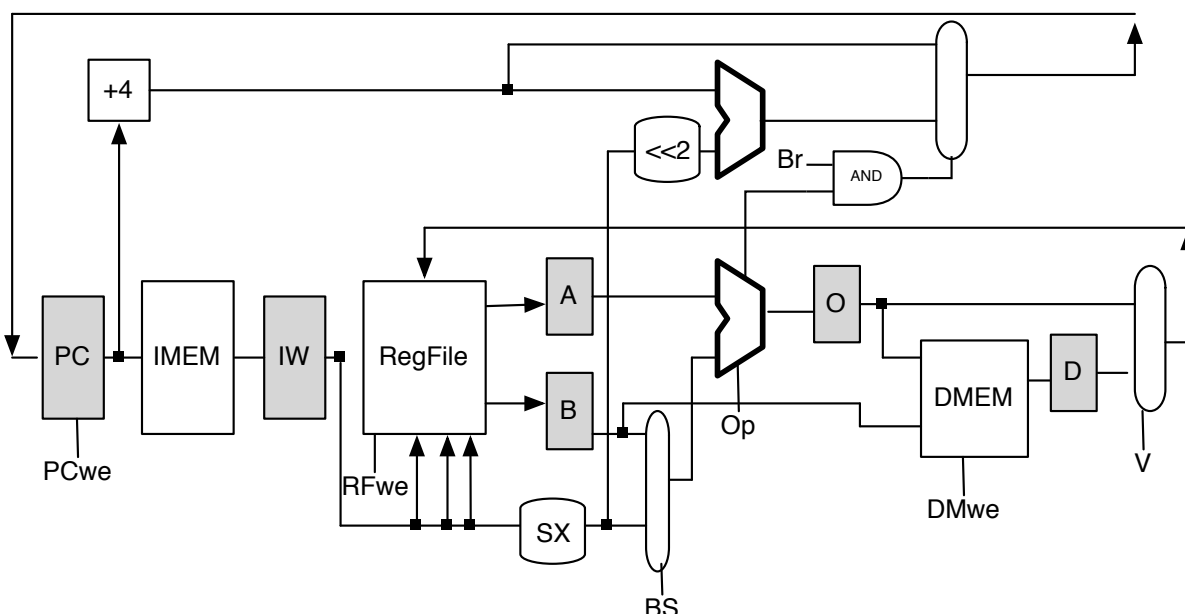 +4
<<2
Br
AND
PC
IMEM
IW
RegFile
A
B
O
DMEM
D
Op
PCwe
RFwe
V
DMwe
SX
BS